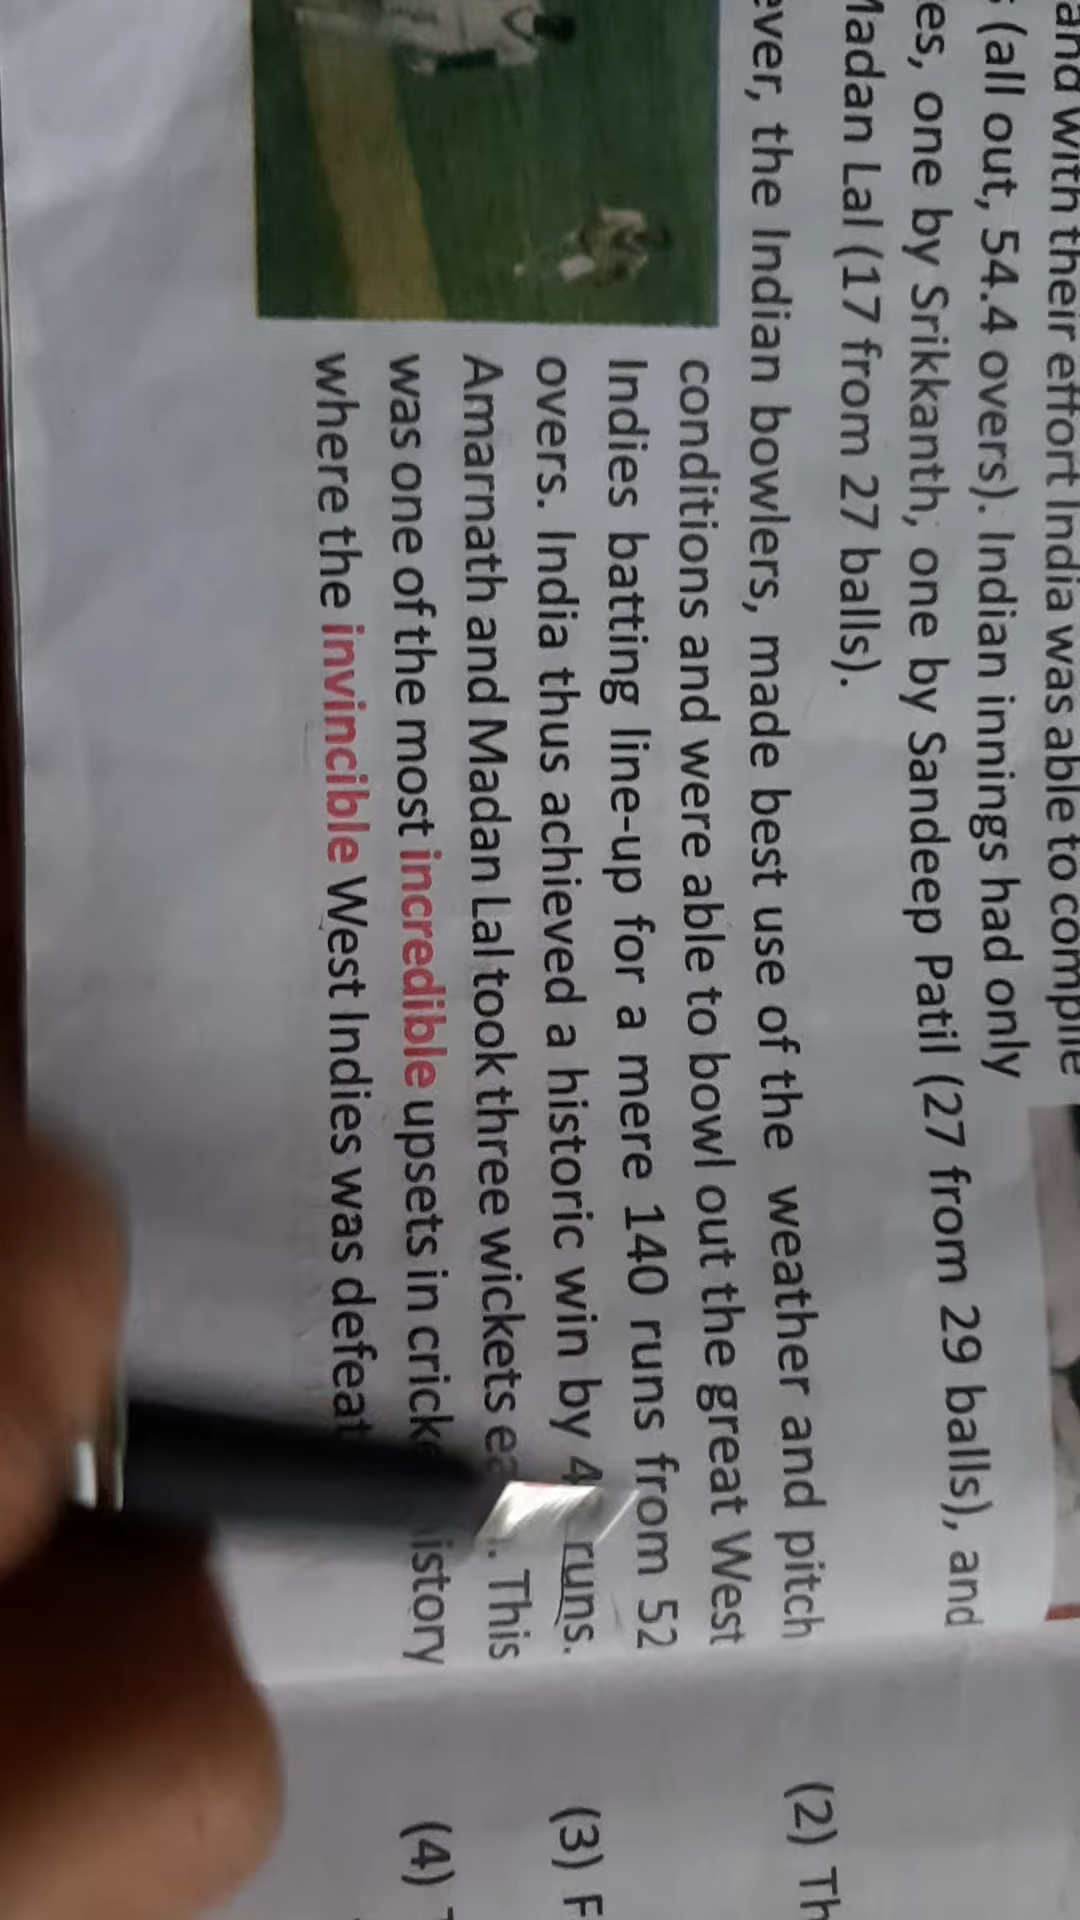 and with their effort India was able to compile
(all out, 54.4 overs). Indian innings had only
one by Srikkanth, one by Sandeep Patil (27 from 29 balls), and
Madan Lal (17 from 27 balls).
ever, the Indian bowlers, made best use of the weather and pitch
conditions and were able to bowl out the great West
Indies batting line-up for a mere 140 runs from 52
overs. India thus achieved a historic win by 4 runs.
Amarnath and Madan Lal took three wickets This
was one of the most incredible upsets in
where the invincible West Indies was
(2) Th
(3) F
(4)